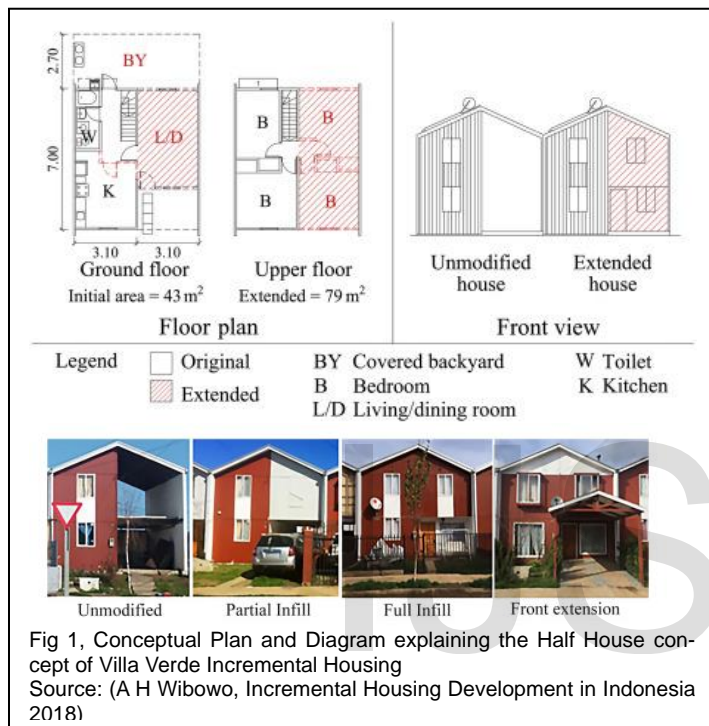 2.70
BY
7.00
W
L/D
K
3.10 3.10
B
B
B
B
Ground floor
Initial area = 43 m²
Upper floor
Extended = 79 m²
Floor plan
Unmodified house
Extended house
Front view
Legend
Original
Extended
BY Covered backyard
B Bedroom
L/D Living/dining room
W Toilet
K Kitchen
Unmodified
Partial Infill
Full Infill
Front extension
Fig 1, Conceptual Plan and Diagram explaining the Half House con-
cept of Villa Verde Incremental Housing
Source: (A H Wibowo, Incremental Housing Development in Indonesia
2018)